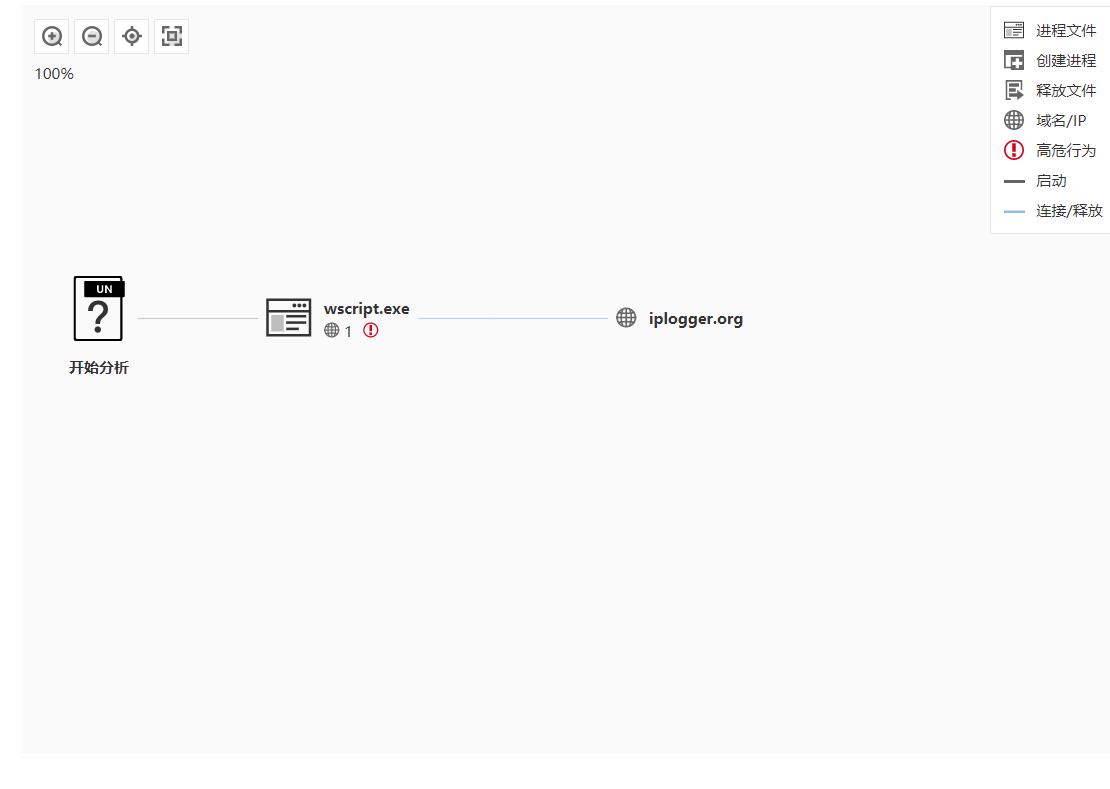 100%
进程文件
创建进程
释放文件
域名/IP
高危行为
启动
连接/释放
UN
?
开始分析
wscript.exe
1
iplogger.org